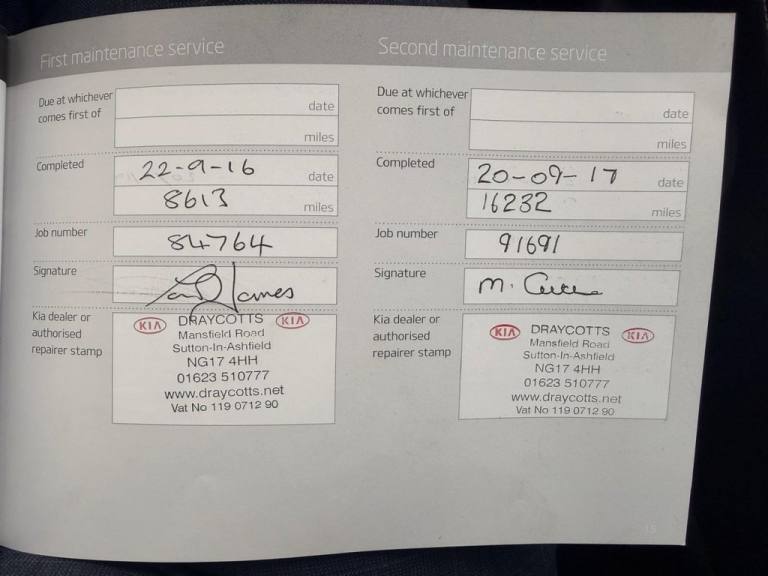 First maintenance service
Due at whichever
comes first of
date
miles
Completed
22-9-16 date
8613 miles
Job number
84764
Signature
James
Kia dealer or
authorised
repairer stamp
KIA DRAYCOTTS KIA
Mansfield Road
Sutton-In-Ashfield
NG17 4HH
01623 510777
www.draycotts.net
Vat No 119 0712 90
Second maintenance service
Due at whichever
comes first of
date
miles
Completed
20-09-17 date
16232 miles
Job number
91691
Signature
M.
Kia dealer or
authorised
repairer stamp
KIA DRAYCOTTS KIA
Mansfield Road
Sutton-In-Ashfield
NG17 4HH
01623 510777
www.draycotts.net
Vat No 119 0712 90
15